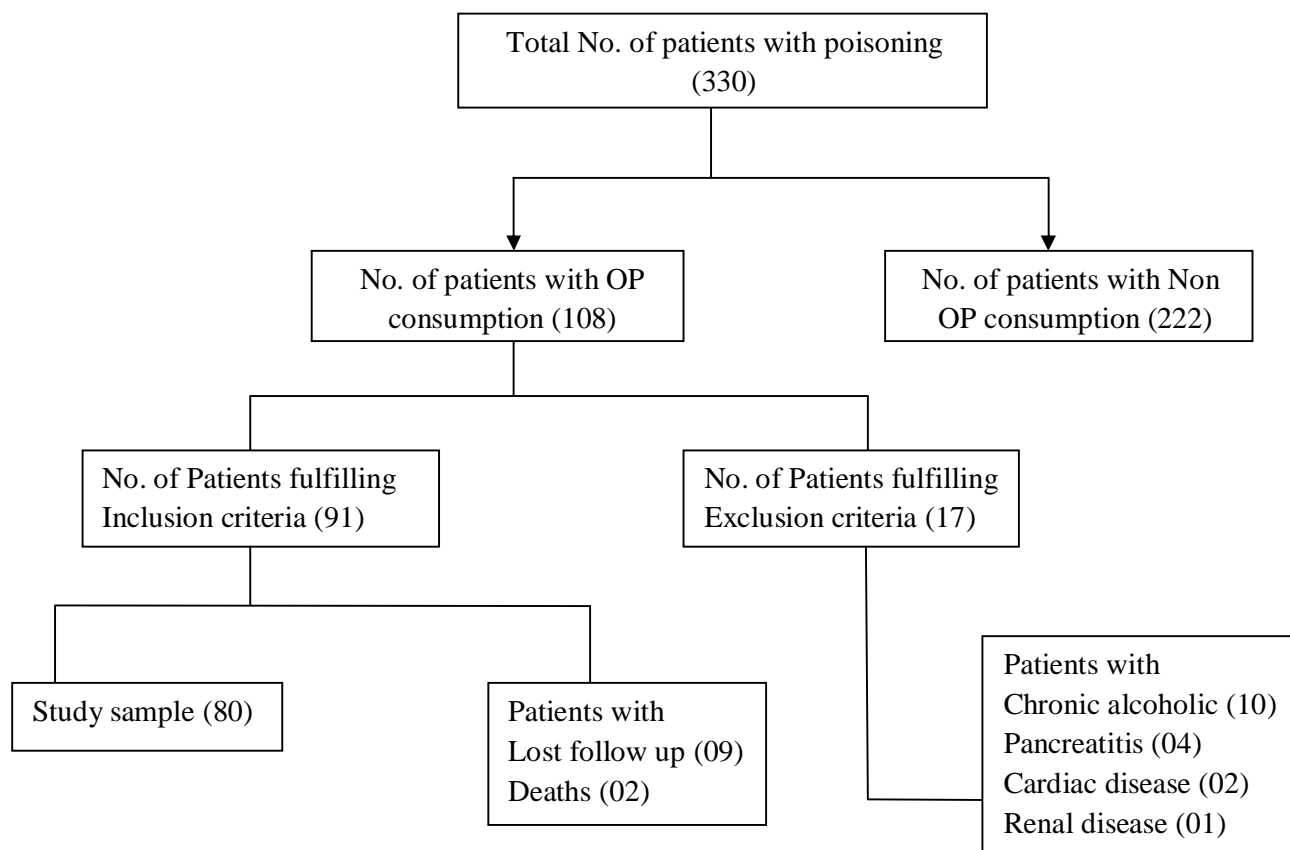 Total No. of patients with poisoning
(330)
No. of patients with OP
consumption (108)
No. of patients with Non
OP consumption (222)
No. of Patients fulfilling
Inclusion criteria (91)
No. of Patients fulfilling
Exclusion criteria (17)
Study sample (80)
Patients with
Lost follow up (09)
Deaths (02)
Patients with
Chronic alcoholic (10)
Pancreatitis (04)
Cardiac disease (02)
Renal disease (01)